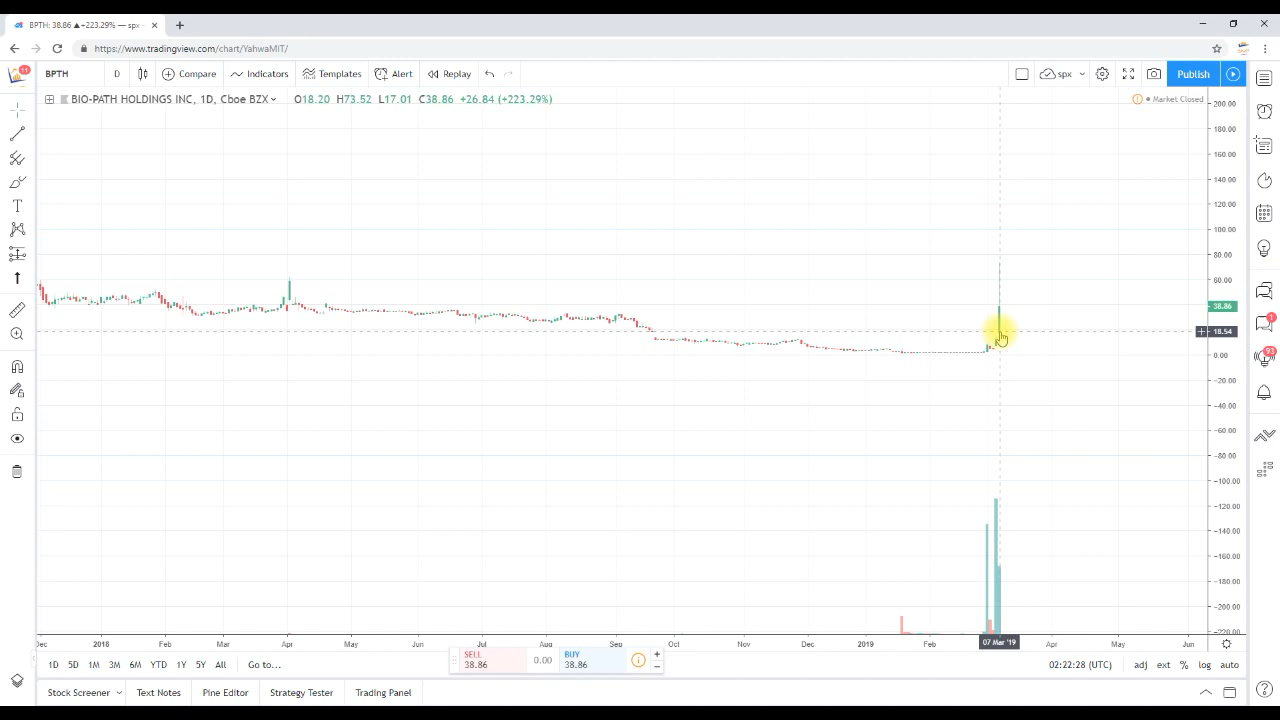 BPTH: 38.86 ▲+223.29% — spx
https://www.tradingview.com/chart/YahwaMIT/
11
BPTH
D
Compare
Indicators
Templates
Alert
Replay
spx
Publish
BIO-PATH HOLDINGS INC, 1D, Cboe BZX
O18.20 H73.52 L17.01 C38.86 +26.84 (+223.29%)
Market Closed
200.00
180.00
160.00
140.00
120.00
100.00
80.00
60.00
38.86
18.54
0.00
−20.00
−40.00
−60.00
−80.00
−100.00
−120.00
−140.00
−160.00
−180.00
−200.00
−220.00
1
93
Dec 2018 Feb Mar Apr May Jun Jul Aug Sep Oct Nov Dec 2019 Feb 07 Mar '19 Apr May Jun
1D 5D 1M 3M 6M YTD 1Y 5Y All Go to...
SELL
38.86
0.00
BUY
38.86
02:22:28 (UTC) adj ext % log auto
Stock Screener Text Notes Pine Editor Strategy Tester Trading Panel